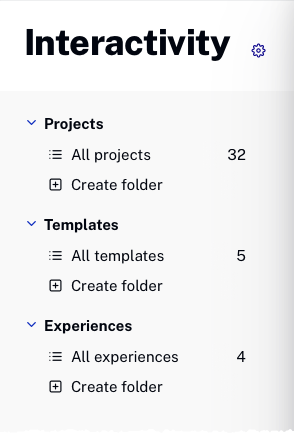 Interactivity
Projects
All projects 32
Create folder
Templates
All templates 5
Create folder
Experiences
All experiences 4
Create folder